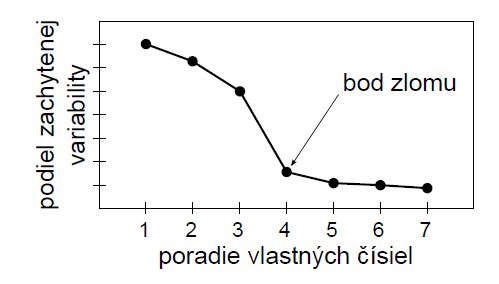 podiel zachytenej
variability
bod zlomu
1 2 3 4 5 6 7
poradie vlastných čísiel